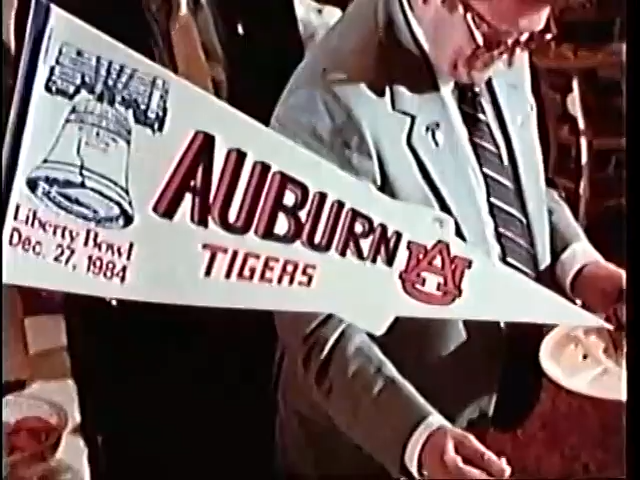 Liberty Bowl
Dec. 27, 1984
AUBURN
TIGERS
AU